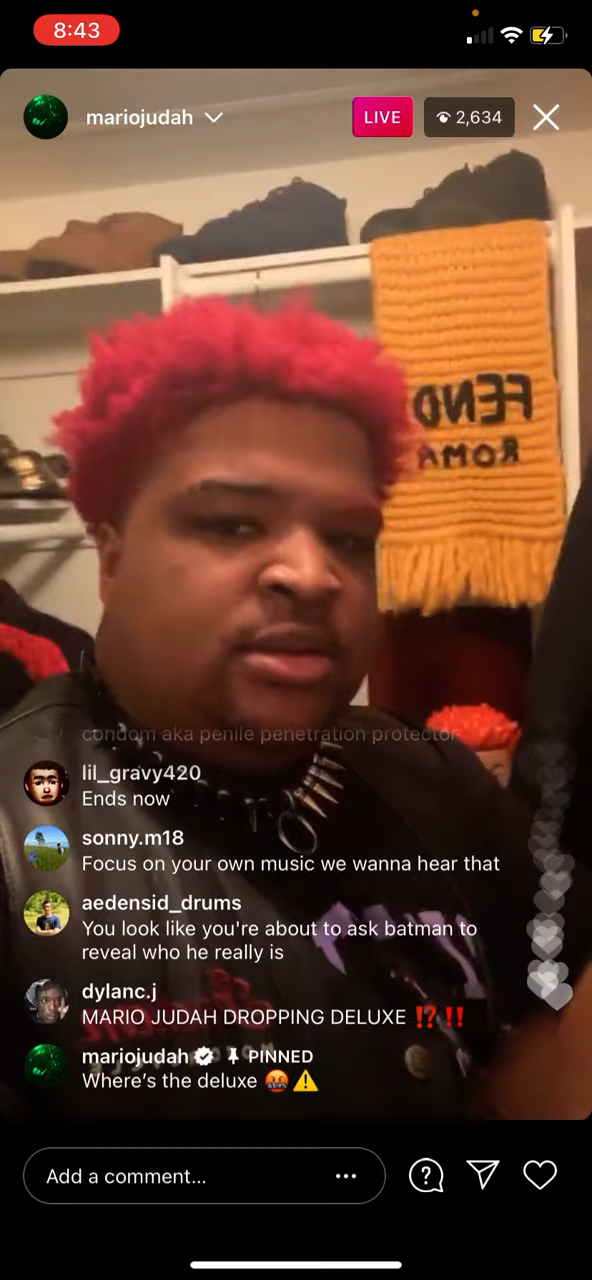 8:43
mariojudah
LIVE
2,634
FEND
ROMA
condom aka penile penetration protector
lil_gravy420
Ends now
sonny.m18
Focus on your own music we wanna hear that
aedensid_drums
You look like you're about to ask batman to
reveal who he really is
dylanc.j
MARIO JUDAH DROPPING DELUXE ⁉️‼️
mariojudah PINNED
Where's the deluxe 🤬⚠️
Add a comment...